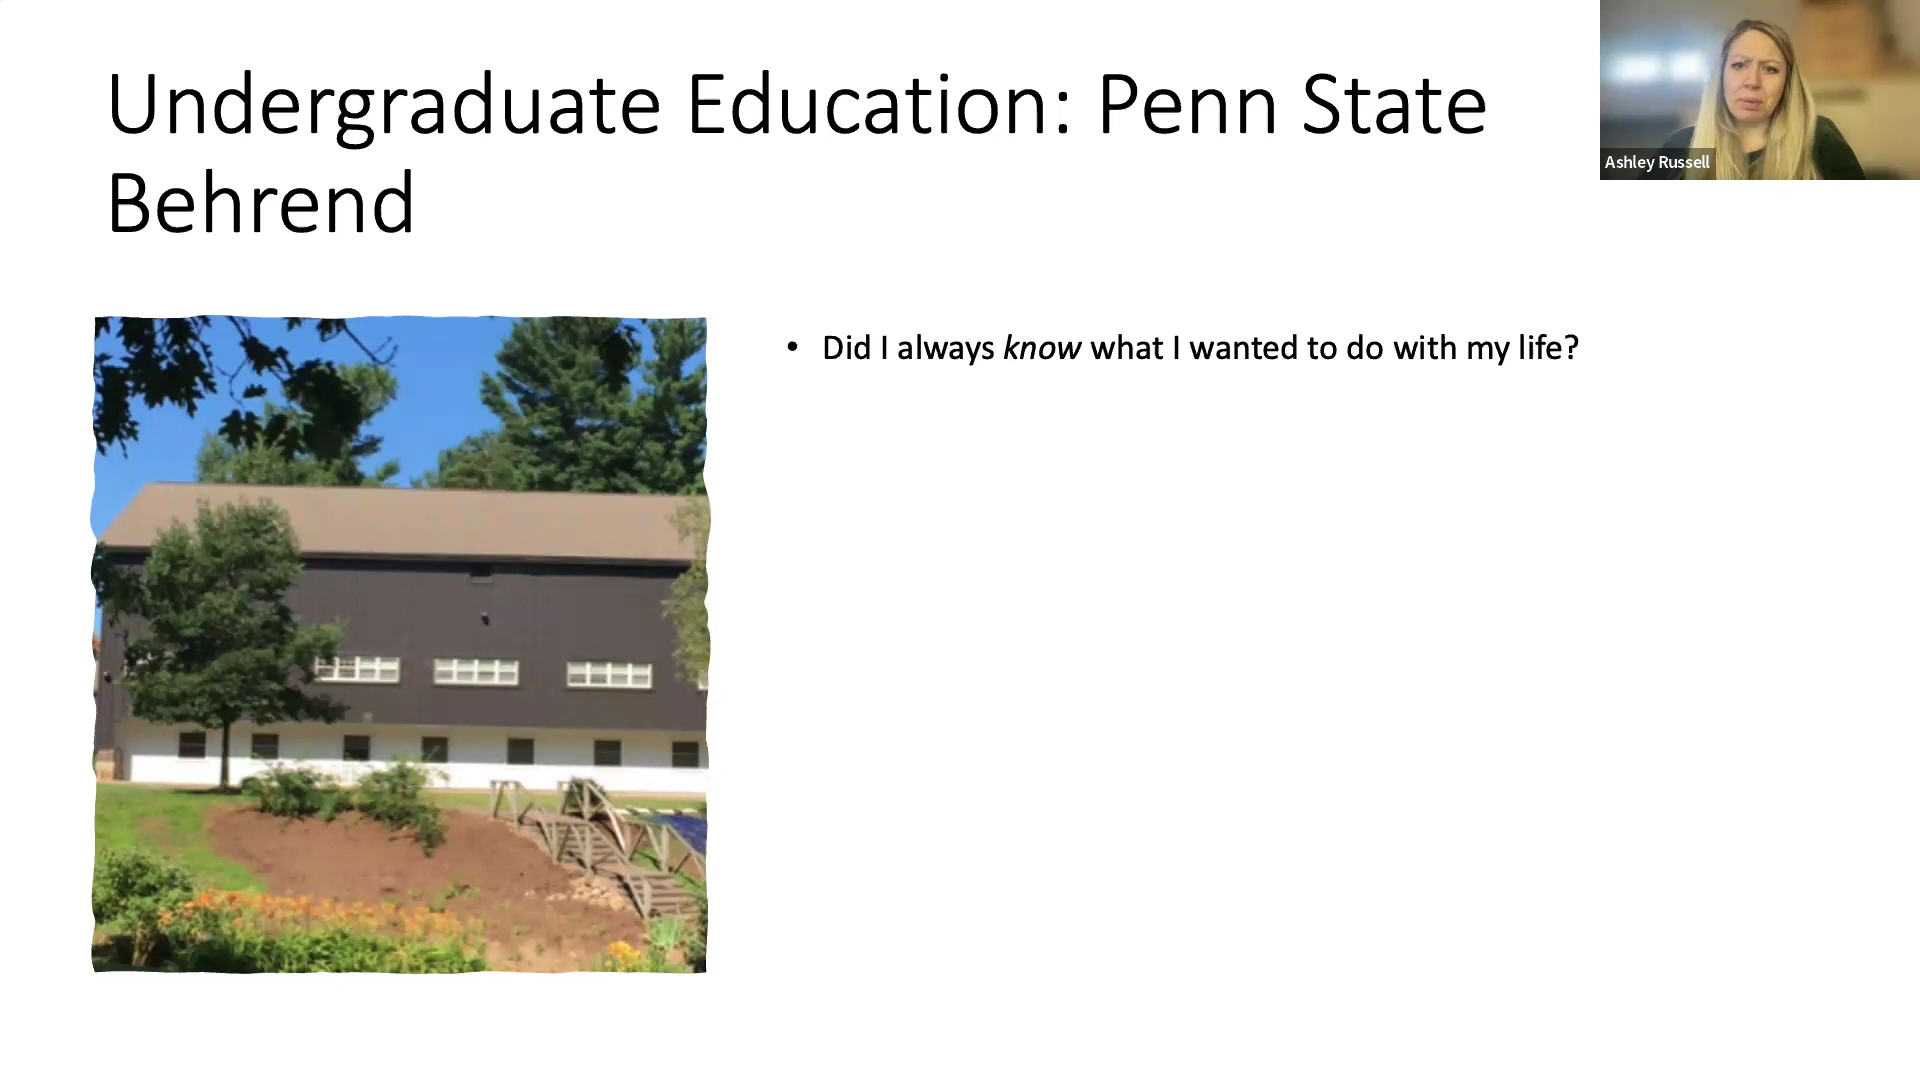 Undergraduate Education: Penn State
Behrend
Ashley Russell
• Did I always know what I wanted to do with my life?